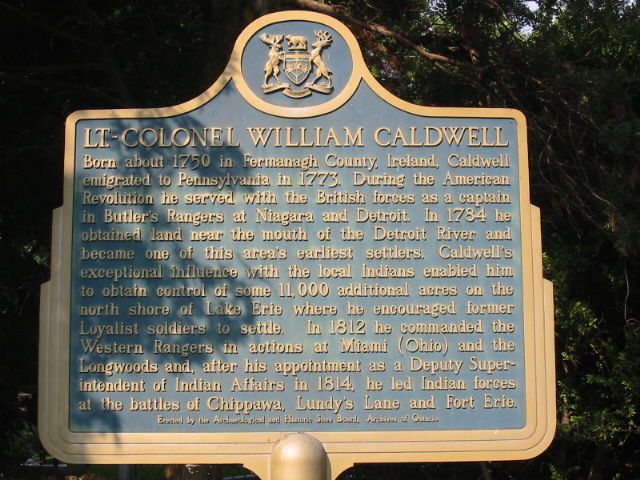 LT.-COLONEL WILLIAM CALDWELL
Born about 1750 in Fermanagh County, Ireland, Caldwell
emigrated to Pennsylvania in 1773. During the American
Revolution he served with the British forces as a captain
in Butler's Rangers at Niagara and Detroit. In 1784 he
obtained land near the mouth of the Detroit River and
became one of this area's earliest settlers. Caldwell's
exceptional influence with the local Indians enabled him
to obtain control of some 11,000 additional acres on the
north shore of Lake Erie where he encouraged former
Loyalist soldiers to settle. In 1812 he commanded the
Western Rangers in actions at Miami (Ohio) and the
Longwoods and, after his appointment as a Deputy Super-
intendent of Indian Affairs in 1814, he led Indian forces
at the battles of Chippawa, Lundy's Lane and Fort Erie.
Erected by the Archaeological and Historic Sites Board, Archives of Ontario